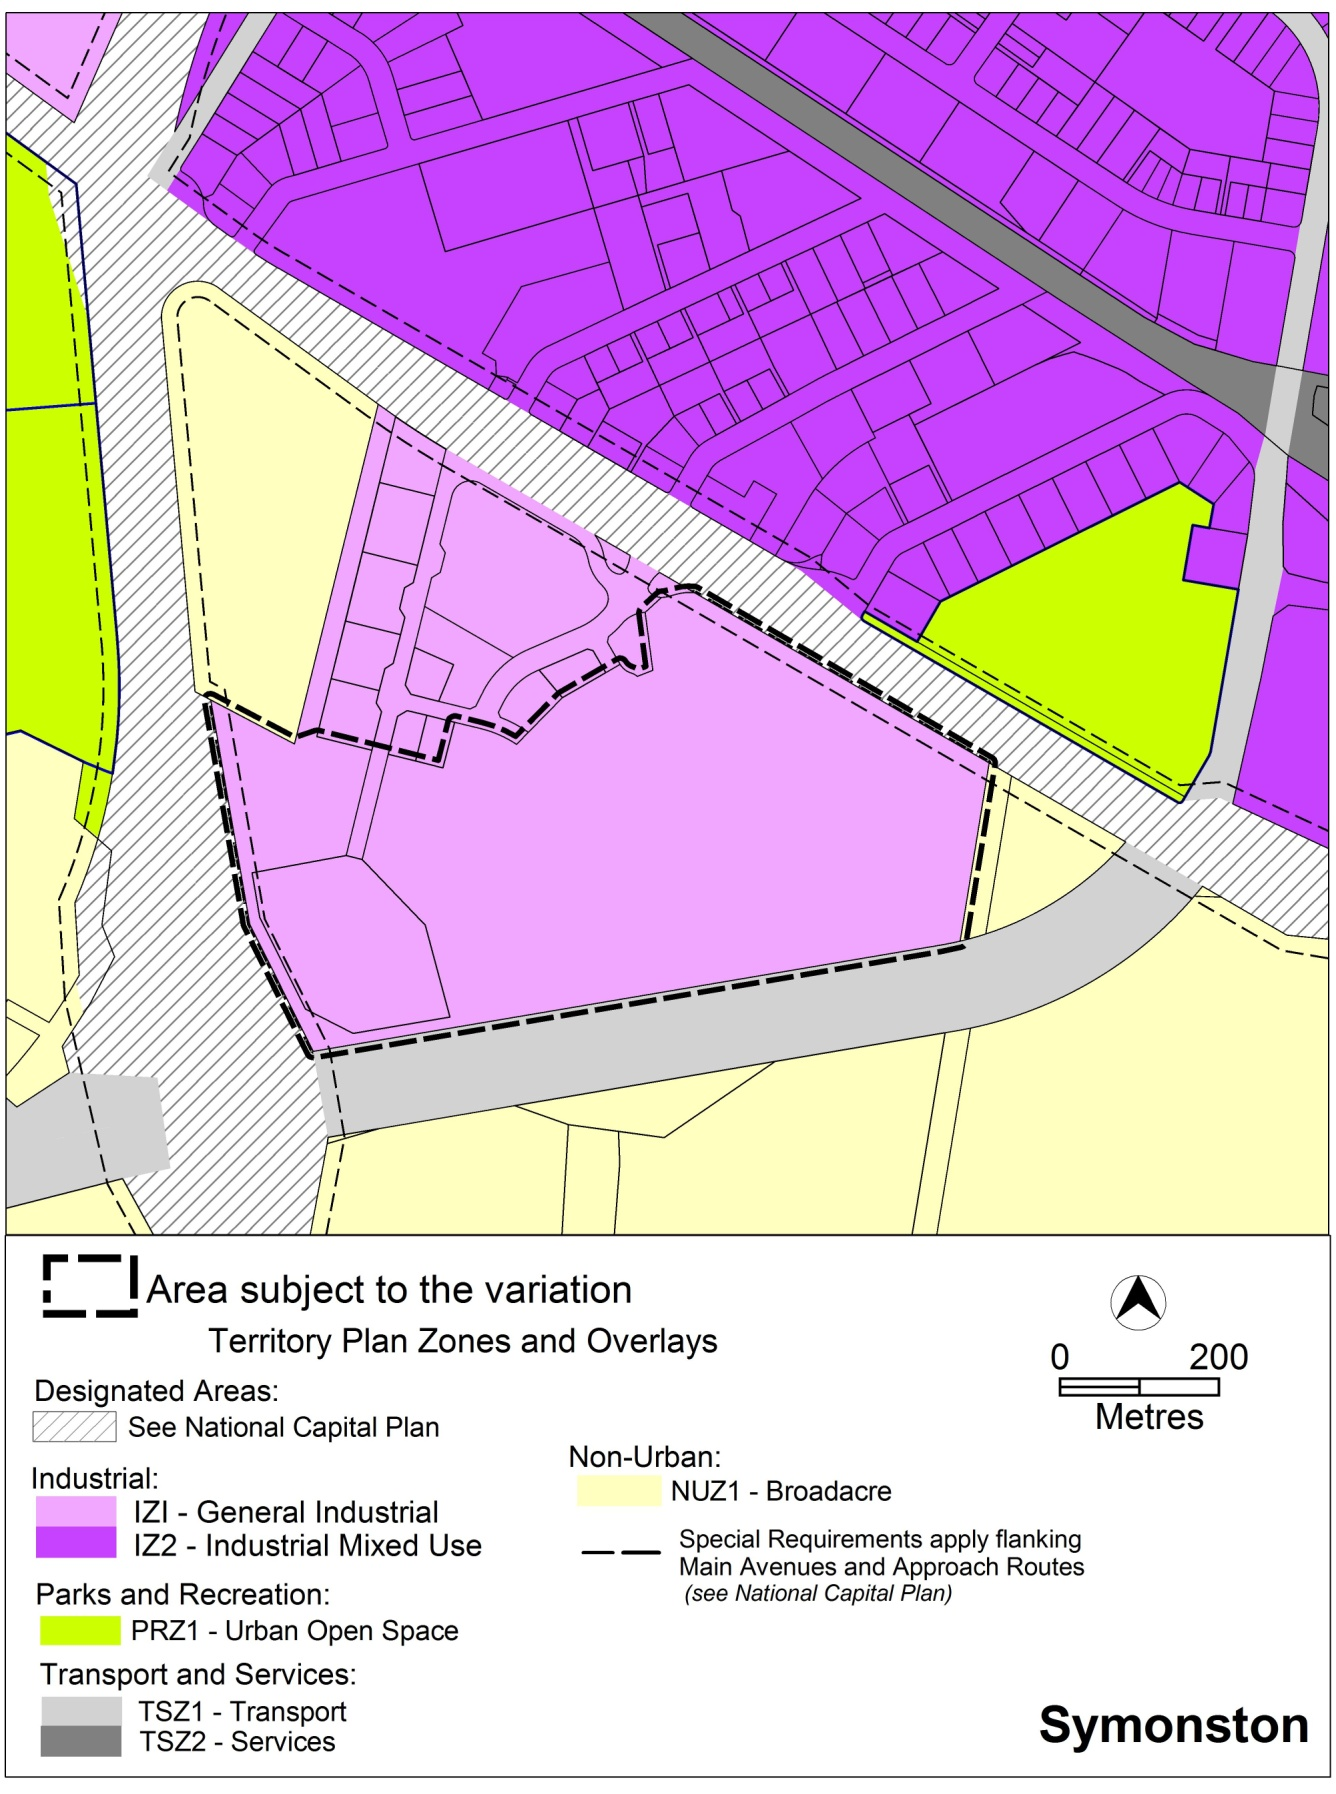 Area subject to the variation
Territory Plan Zones and Overlays
Designated Areas:
See National Capital Plan
Industrial:
IZI - General Industrial
IZ2 - Industrial Mixed Use
Parks and Recreation:
PRZ1 - Urban Open Space
Transport and Services:
TSZ1 - Transport
TSZ2 - Services
Non-Urban:
NUZ1 - Broadacre
Special Requirements apply flanking
Main Avenues and Approach Routes
(see National Capital Plan)
0 200
Metres
Symonston